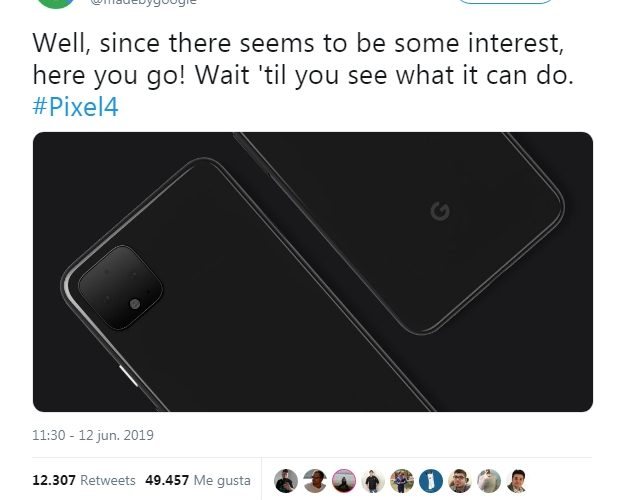 @madebygoogle
Well, since there seems to be some interest,
here you go! Wait 'til you see what it can do.
#Pixel4
G
11:30 - 12 jun. 2019
12.307 Retweets 49.457 Me gusta